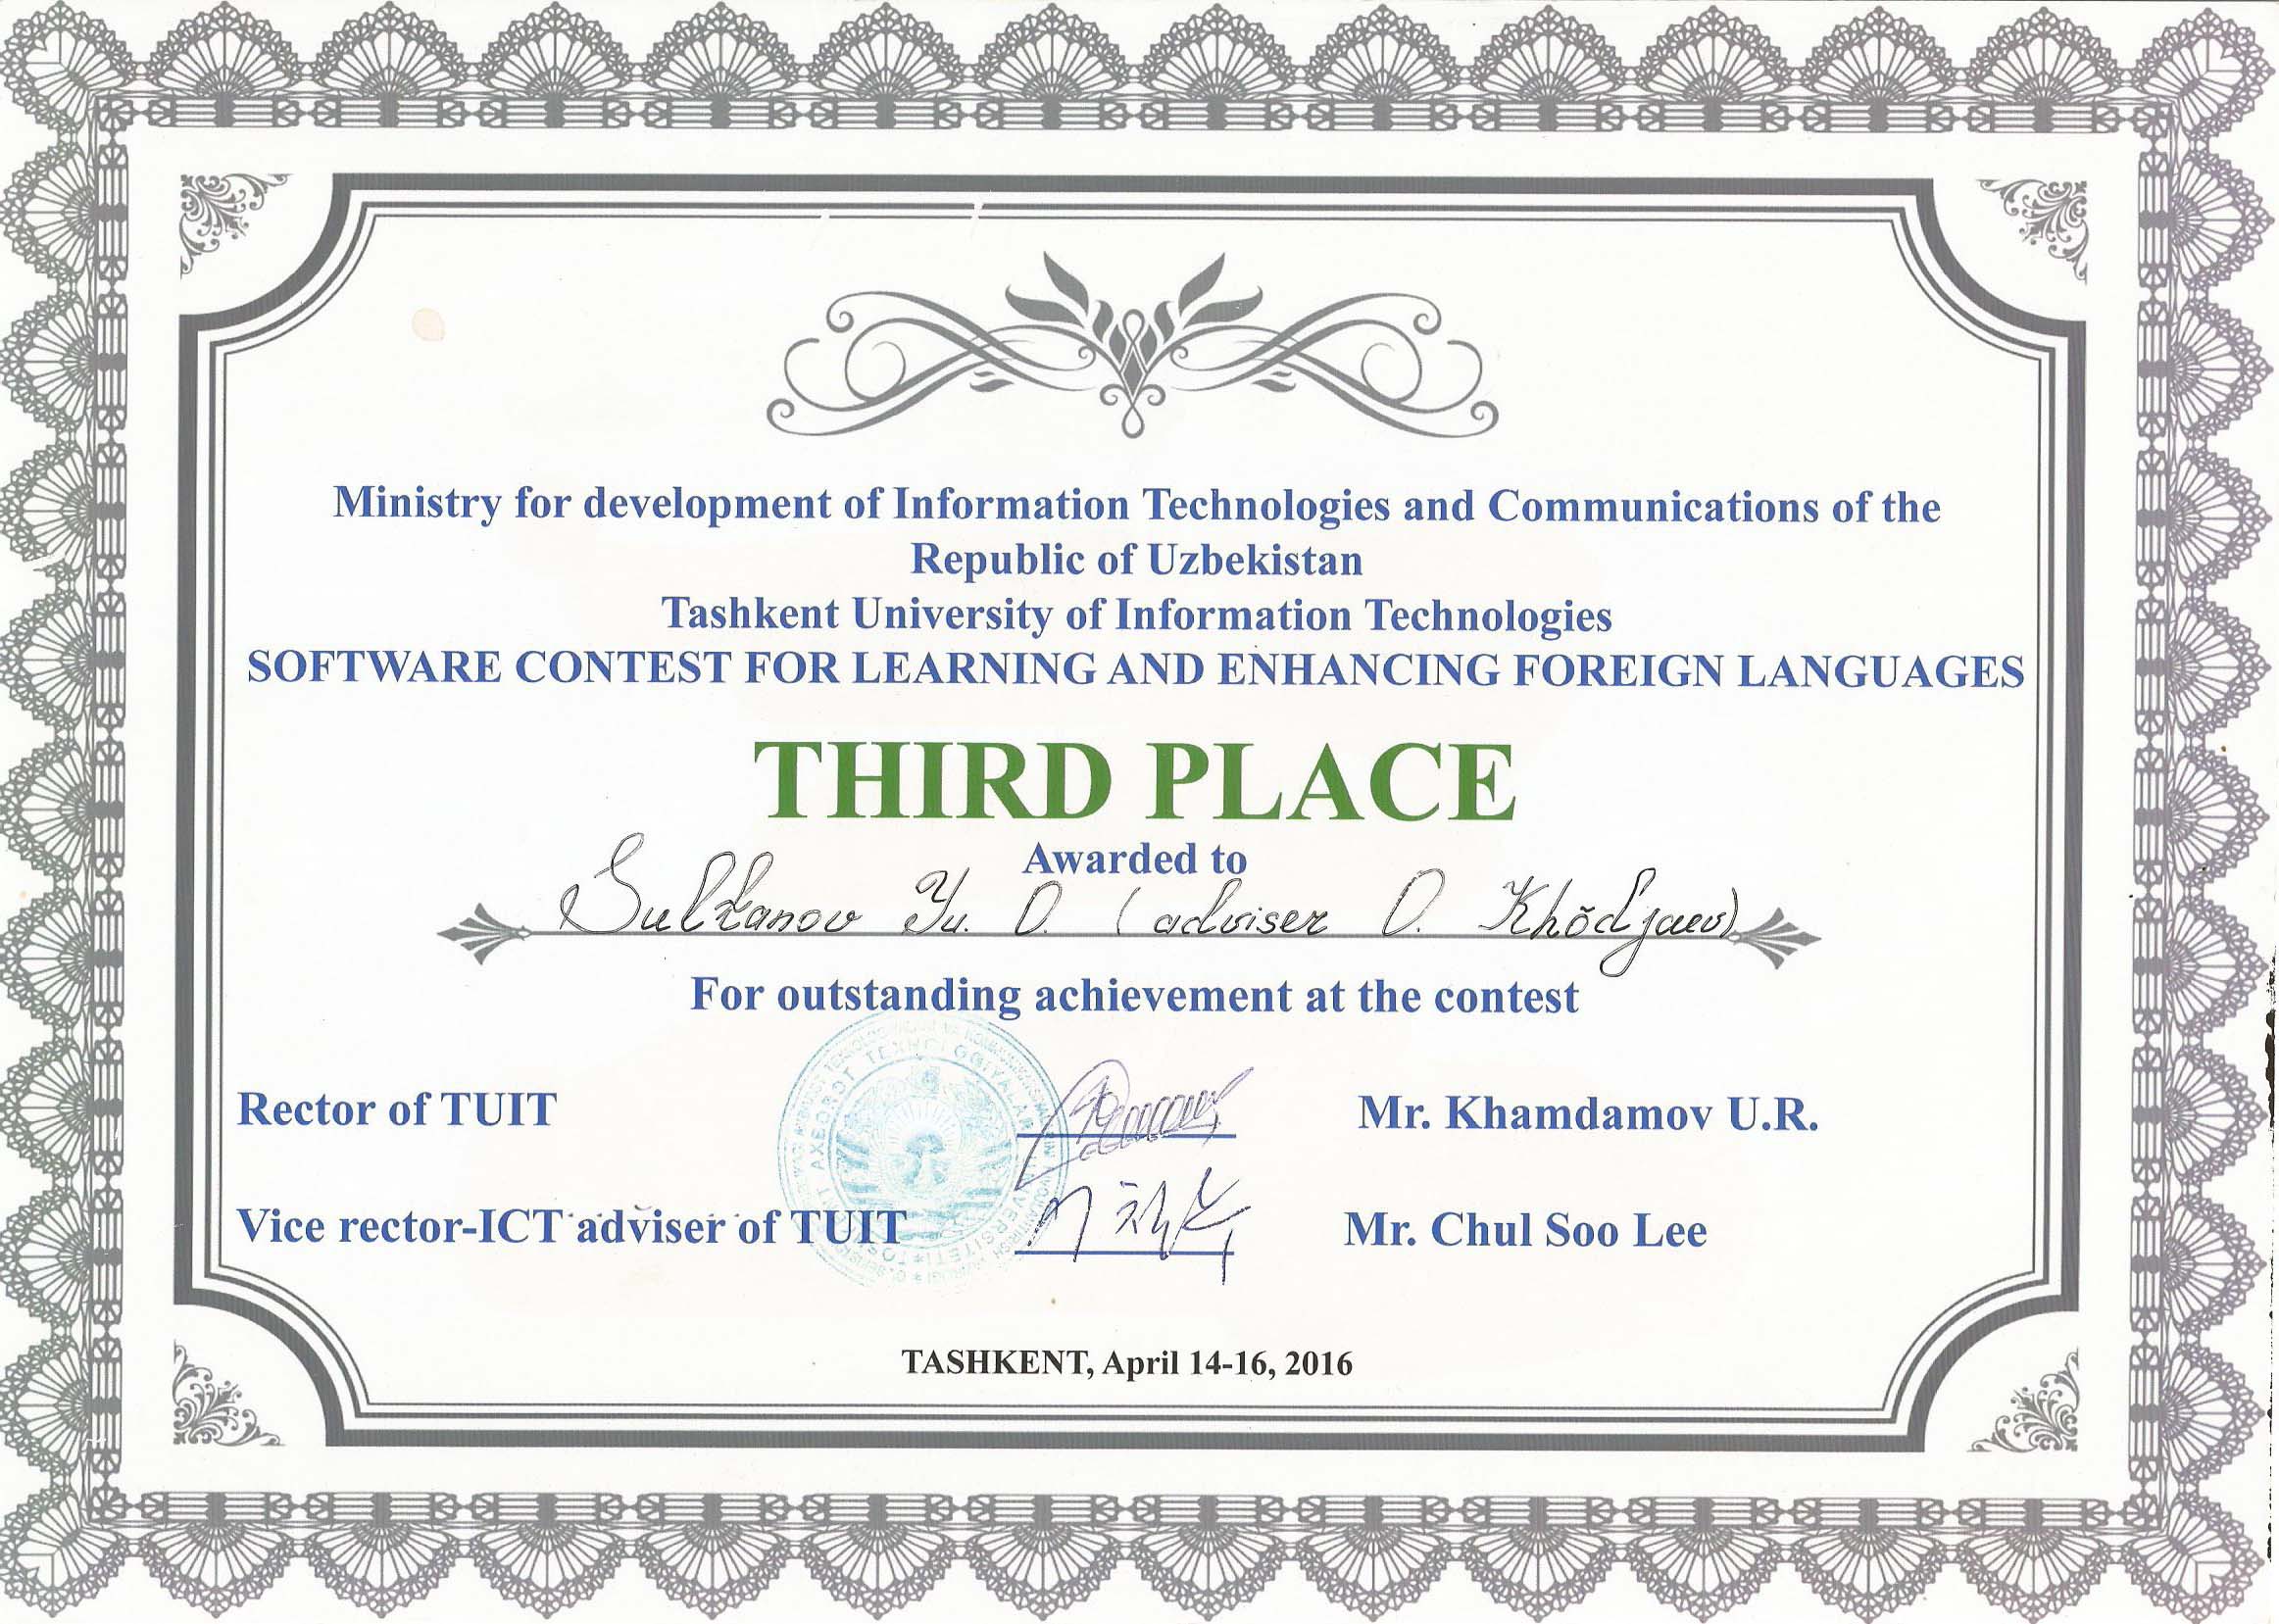 Ministry for development of Information Technologies and Communications of the
Republic of Uzbekistan
Tashkent University of Information Technologies
SOFTWARE CONTEST FOR LEARNING AND ENHANCING FOREIGN LANGUAGES
THIRD PLACE
Awarded to
Sultanov Yu. O. (adviser O. Khodjaev)
For outstanding achievement at the contest
Rector of TUIT Mr. Khamdamov U.R.
Vice rector-ICT adviser of TUIT Mr. Chul Soo Lee
AXBOROT TEXNOLOGIYALARI UNIVERSITETI
TASHKENT, April 14-16, 2016